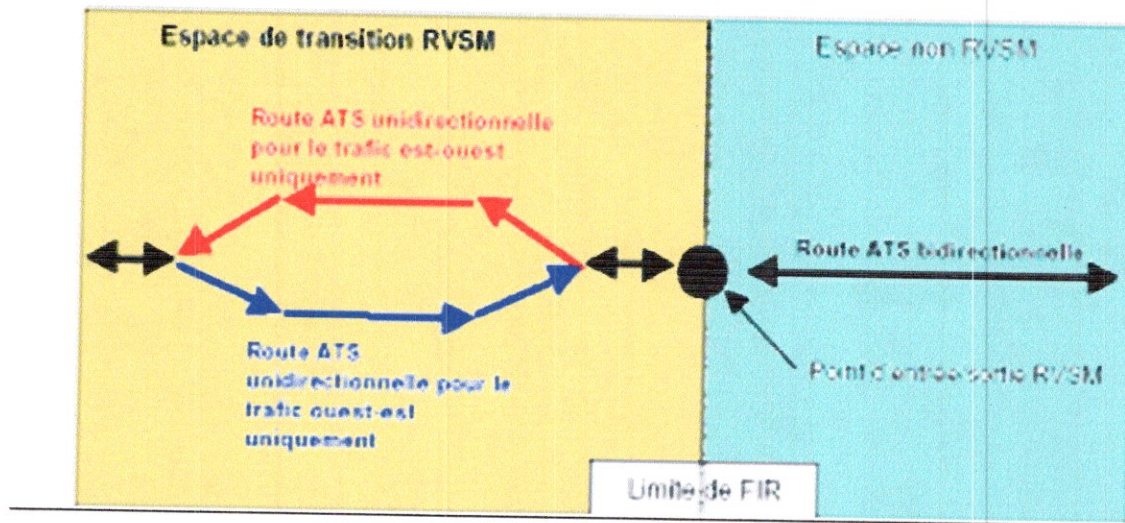 Espace de transition RVSM
Espace non RVSM
Route ATS unidirectionnelle
pour le trafic est-ouest
uniquement
Route ATS bidirectionnelle
Route ATS
unidirectionnelle pour le
trafic ouest-est
uniquement
Point d'entrée/sortie RVSM
Limite de FIR